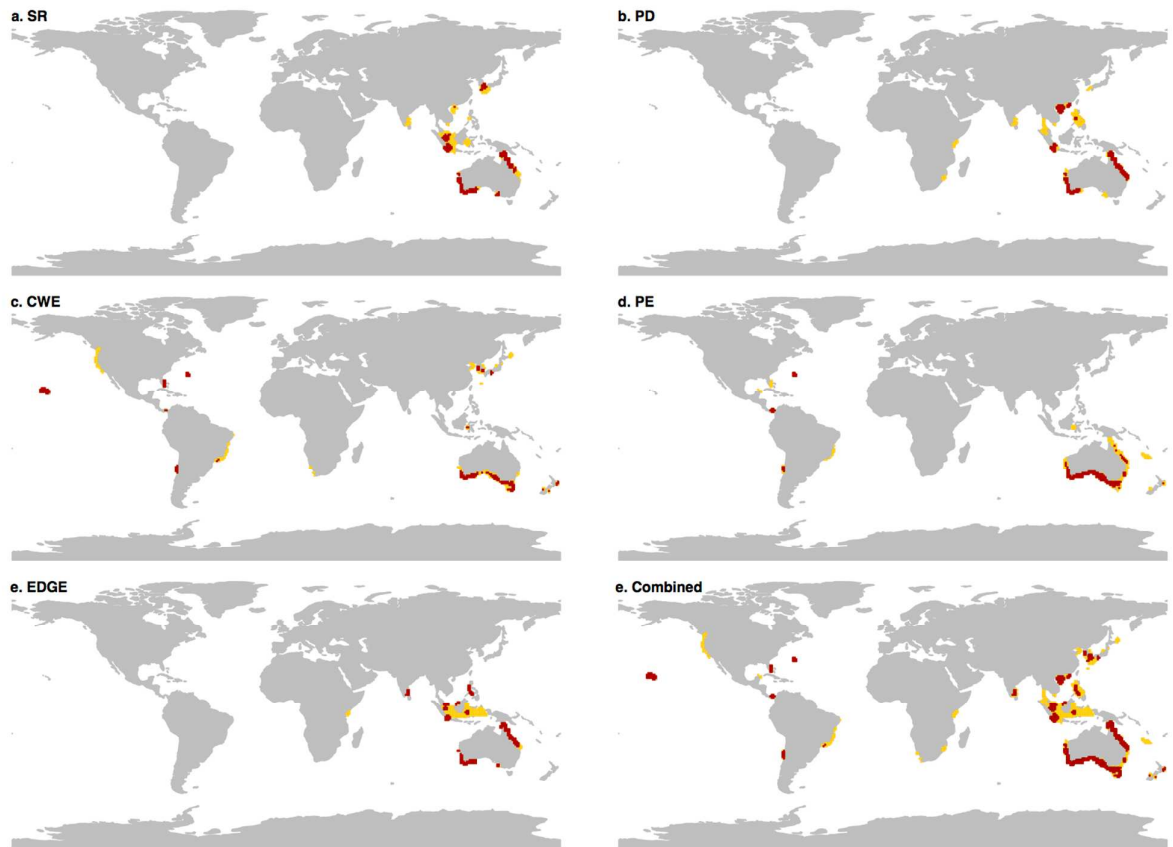 a. SR
b. PD
c. CWE
d. PE
e. EDGE
e. Combined